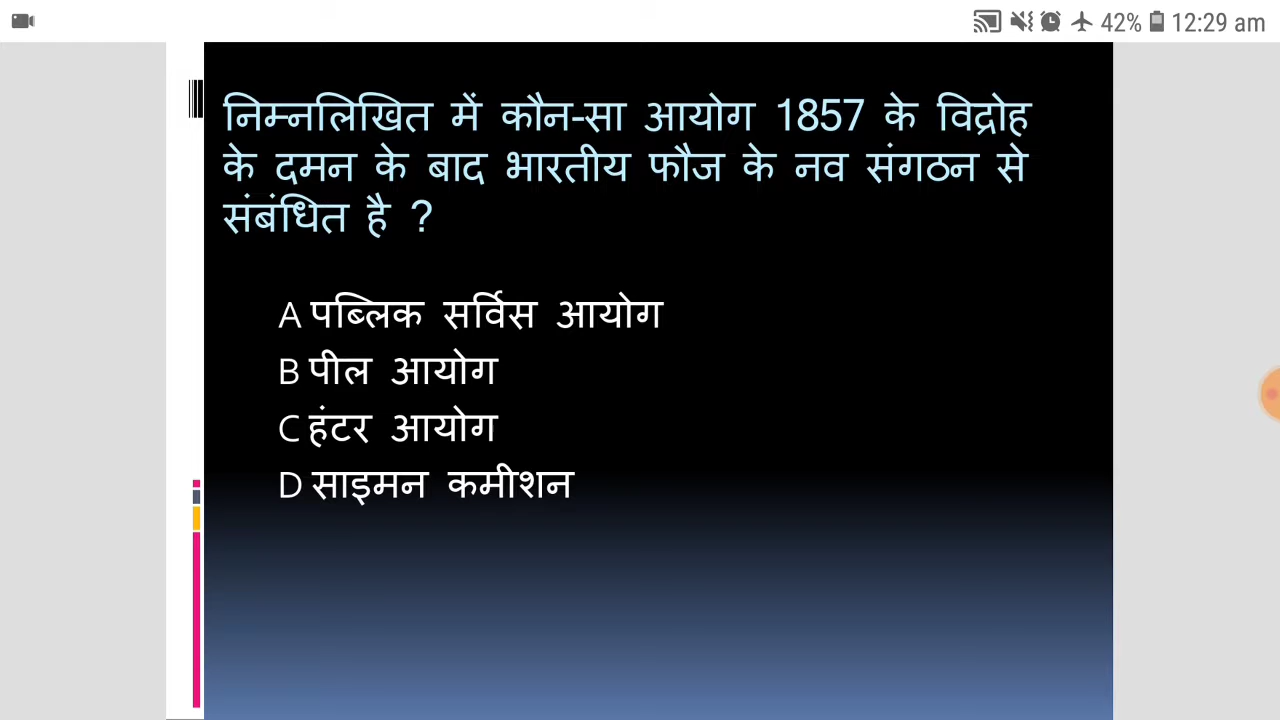 42% 12:29 am
निम्नलिखित में कौन-सा आयोग 1857 के विद्रोह
के दमन के बाद भारतीय फौज के नव संगठन से
संबंधित है ?
A पब्लिक सर्विस आयोग
B पील आयोग
C हंटर आयोग
D साइमन कमीशन